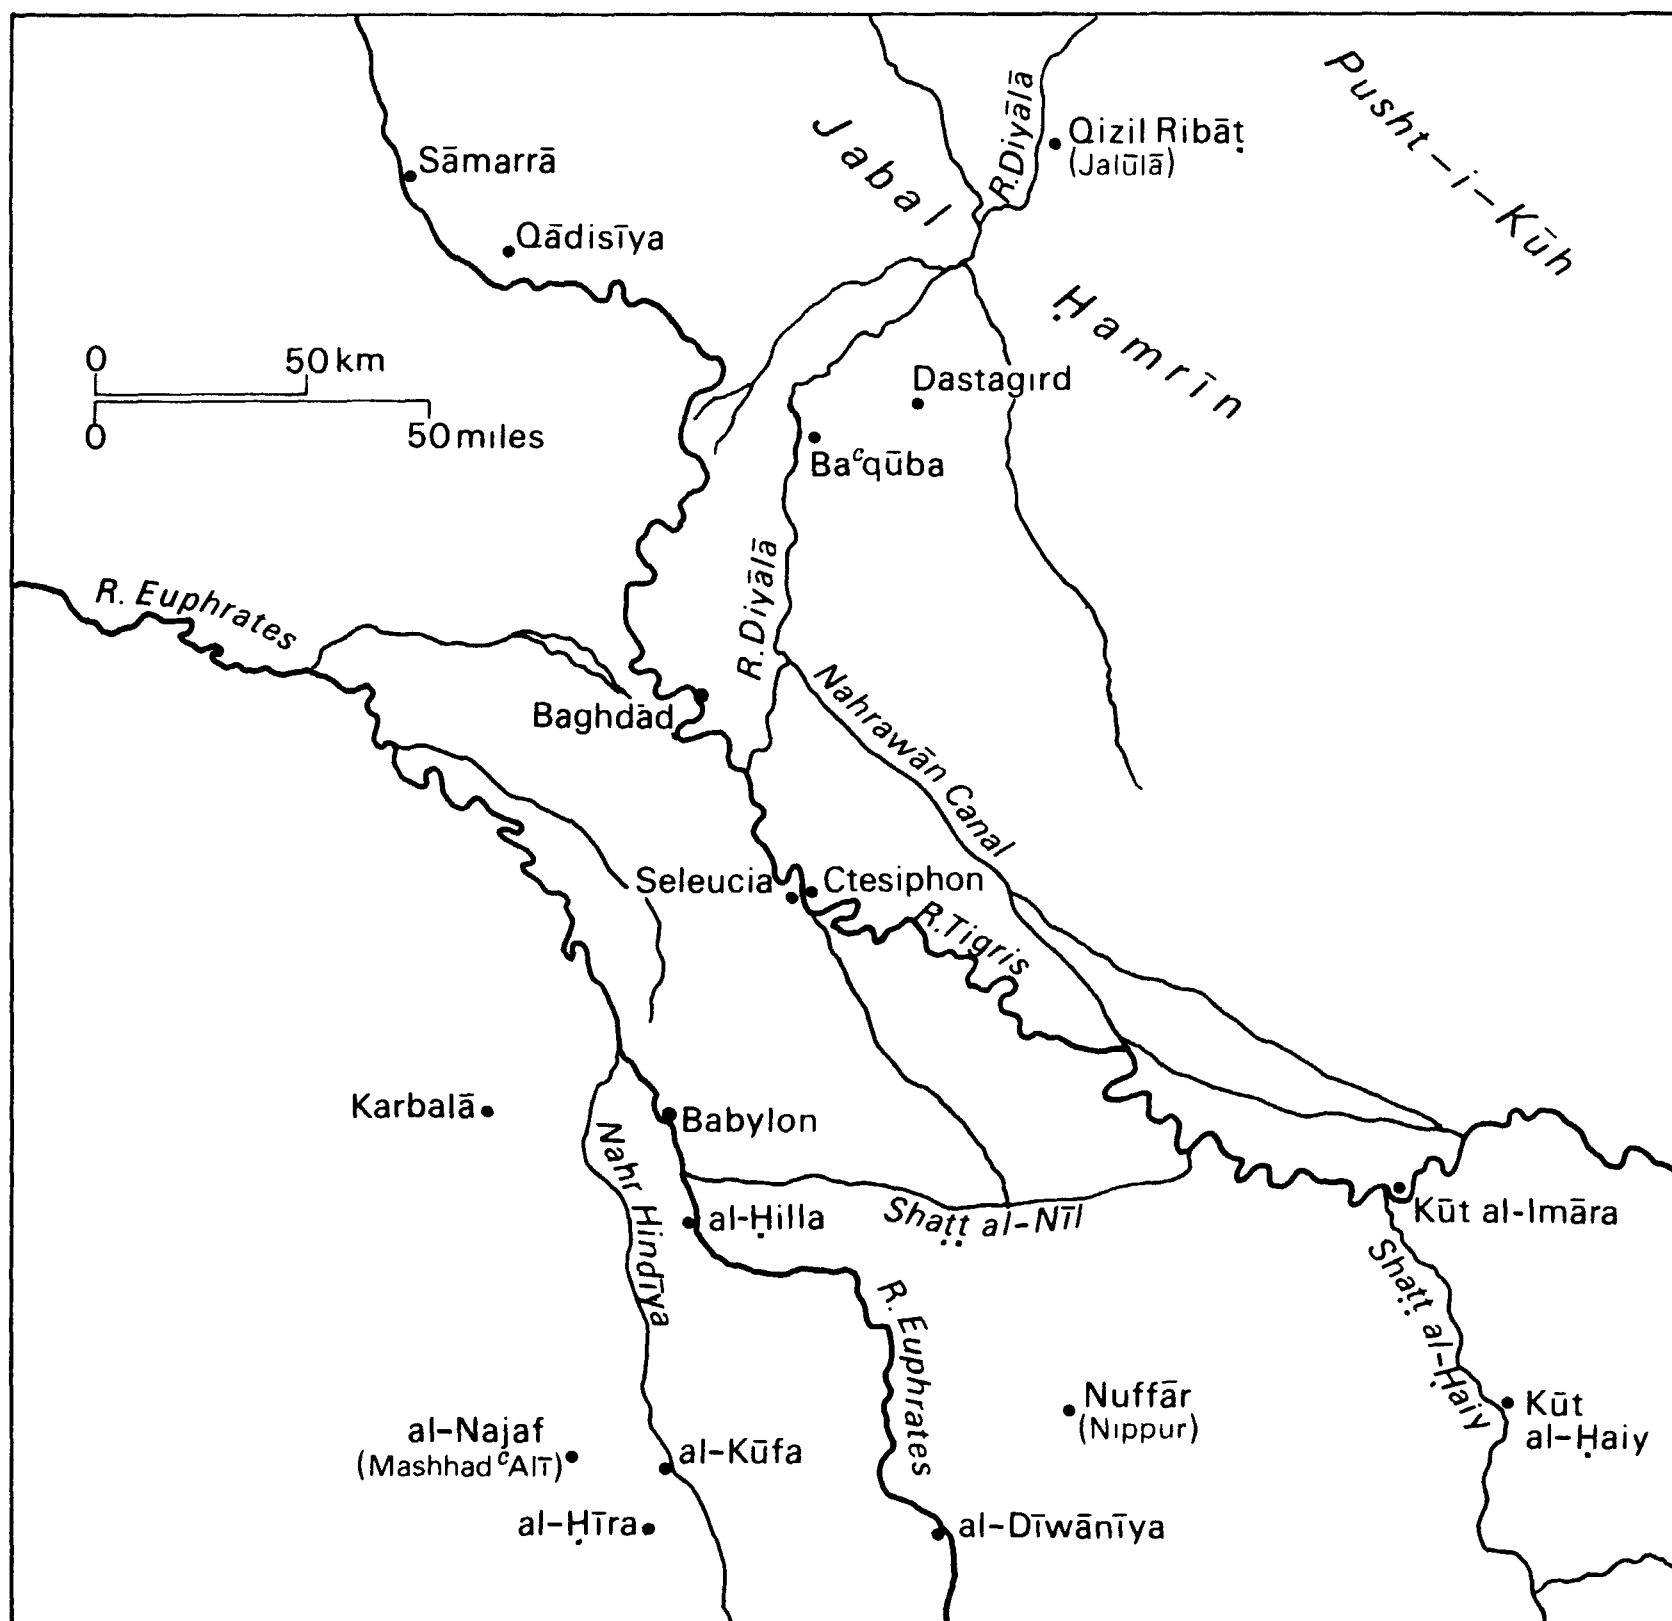 Pusht-i-Kūh
R. Diyālā
Qizil Ribāṭ
(Jalūlā)
Jabal
Ḥamrīn
Sāmarrā
Qādisīya
0 50 km
0 50 miles
Dastagird
Baᶜqūba
R. Diyālā
R. Euphrates
Baghdād
Nahrawān Canal
Seleucia
Ctesiphon
R. Tigris
Karbalā
Babylon
Nahr Hindīya
al-Ḥilla
Shaṭṭ al-Nīl
Kūt al-Imāra
Shaṭṭ al-Ḥaiy
R. Euphrates
Nuffār
(Nippur)
Kūt
al-Ḥaiy
al-Najaf
(Mashhad ᶜAlī)
al-Kūfa
al-Ḥīra
al-Dīwānīya